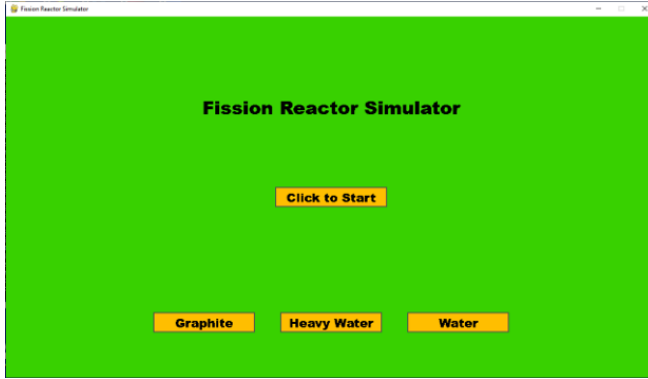 Fission Reactor Simulator
Fission Reactor Simulator
Click to Start
Graphite Heavy Water Water